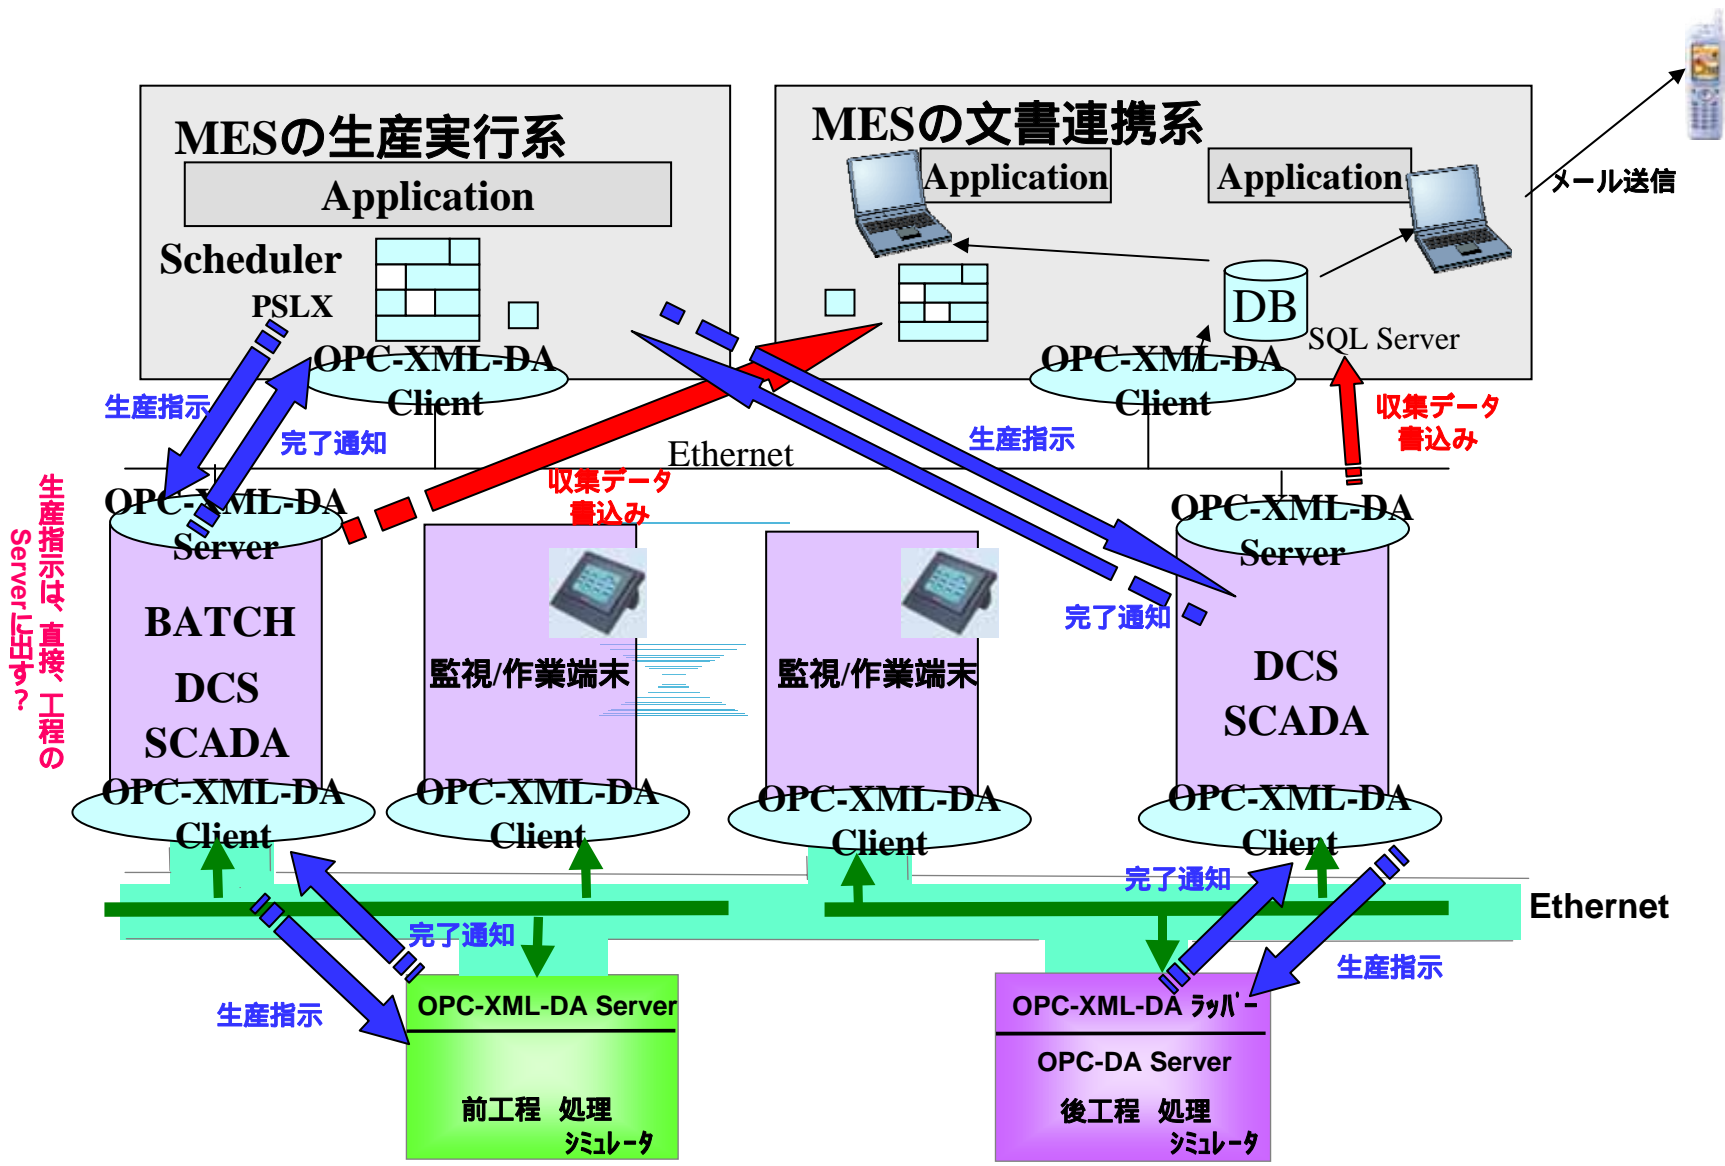 MESの生産実行系
Application
Scheduler
PSLX
OPC-XML-DA
Client
MESの文書連携系
Application
Application
DB
SQL Server
OPC-XML-DA
Client
メール送信
生産指示
完了通知
Ethernet
収集データ
書込み
生産指示
完了通知
収集データ
書込み
生産指示は、直接、工程の
Serverに出す?
OPC-XML-DA
Server
BATCH
DCS
SCADA
OPC-XML-DA
Client
監視/作業端末
OPC-XML-DA
Client
監視/作業端末
OPC-XML-DA
Client
OPC-XML-DA
Server
DCS
SCADA
OPC-XML-DA
Client
完了通知
生産指示
完了通知
生産指示
Ethernet
OPC-XML-DA Server
前工程 処理
シミュレータ
OPC-XML-DA ラッパー
OPC-DA Server
後工程 処理
シミュレータ